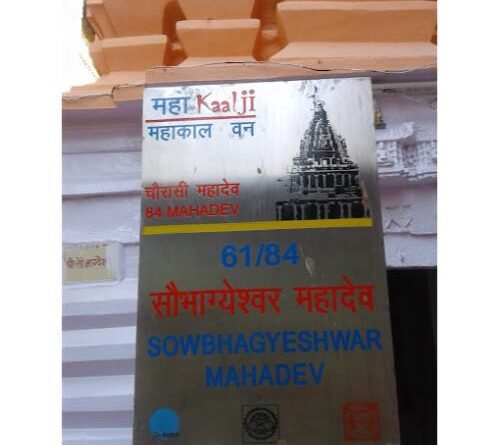 महाKaalji
महाकाल वन
चौरासी महादेव
84 MAHADEV
61/84
सौभाग्येश्वर महादेव
SOWBHAGYESHWAR
MAHADEV